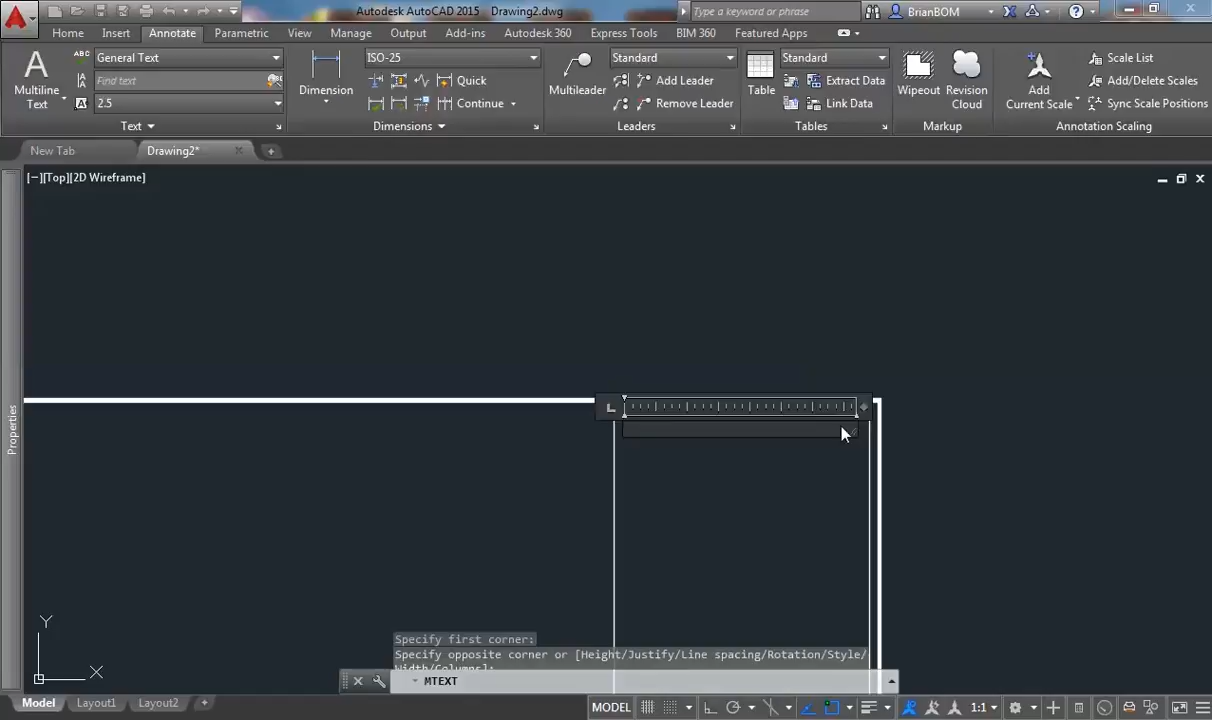 Autodesk AutoCAD 2015 Drawing2.dwg
Type a keyword or phrase
BrianBOM
Home Insert Annotate Parametric View Manage Output Add-ins Autodesk 360 Express Tools BIM 360 Featured Apps
Multiline
Text
ABC
General Text
Find text
2.5
Dimension
ISO-25
Quick
Continue
Multileader
Standard
Add Leader
Remove Leader
Table
Standard
Extract Data
Link Data
Wipeout
Revision
Cloud
Add
Current Scale
Scale List
Add/Delete Scales
Sync Scale Positions
Text Dimensions Leaders Tables Markup Annotation Scaling
New Tab Drawing2*
[−][Top][2D Wireframe]
Properties
Y
X
Specify first corner:
Specify opposite corner or [Height/Justify/Line spacing/Rotation/Style/
Width/Columns]:
MTEXT
Model Layout1 Layout2
MODEL
1:1